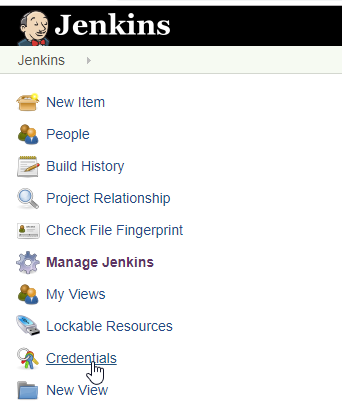 Jenkins
Jenkins
New Item
People
Build History
Project Relationship
Check File Fingerprint
Manage Jenkins
My Views
Lockable Resources
Credentials
New View